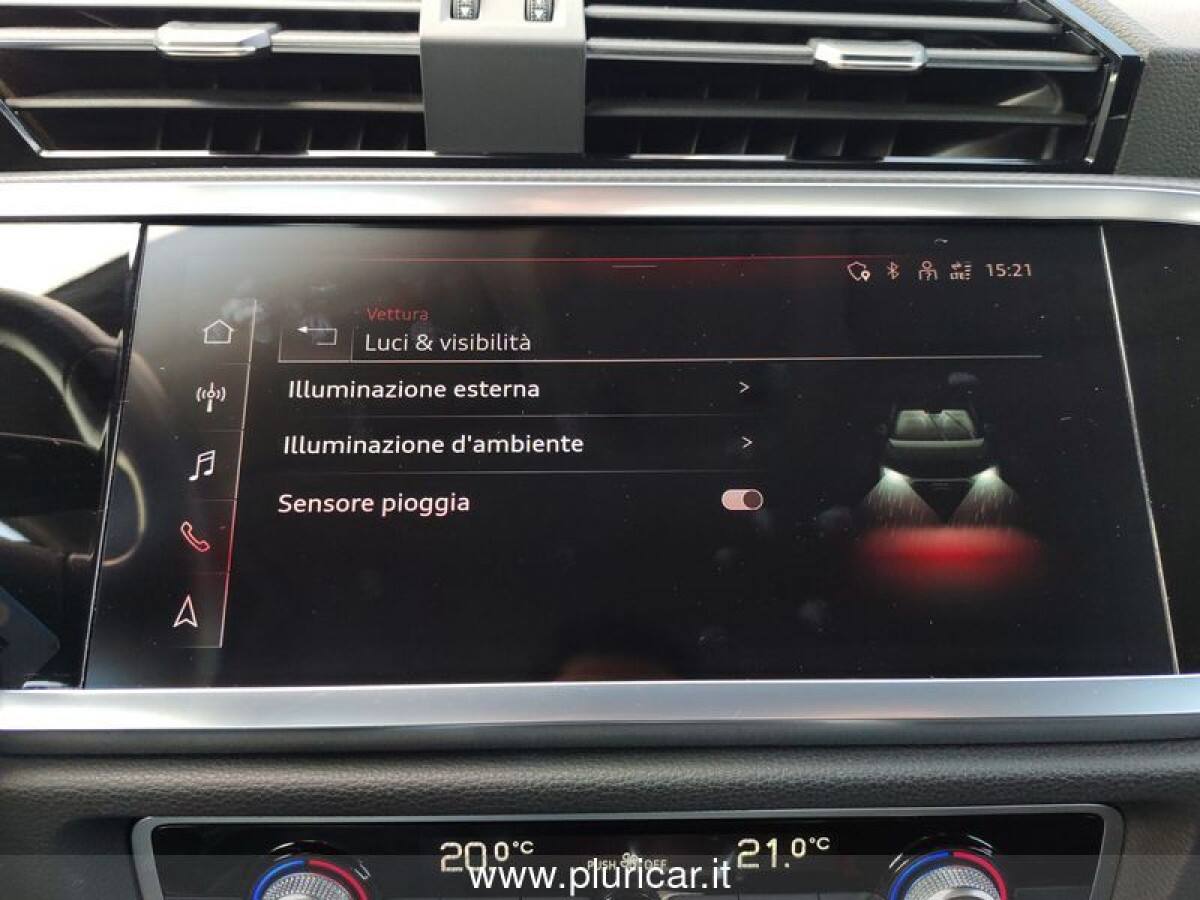 15:21
Vettura
Luci & visibilità
Illuminazione esterna >
Illuminazione d'ambiente >
Sensore pioggia
20.0°C
PUSH OFF
21.0°C
www.pluricar.it